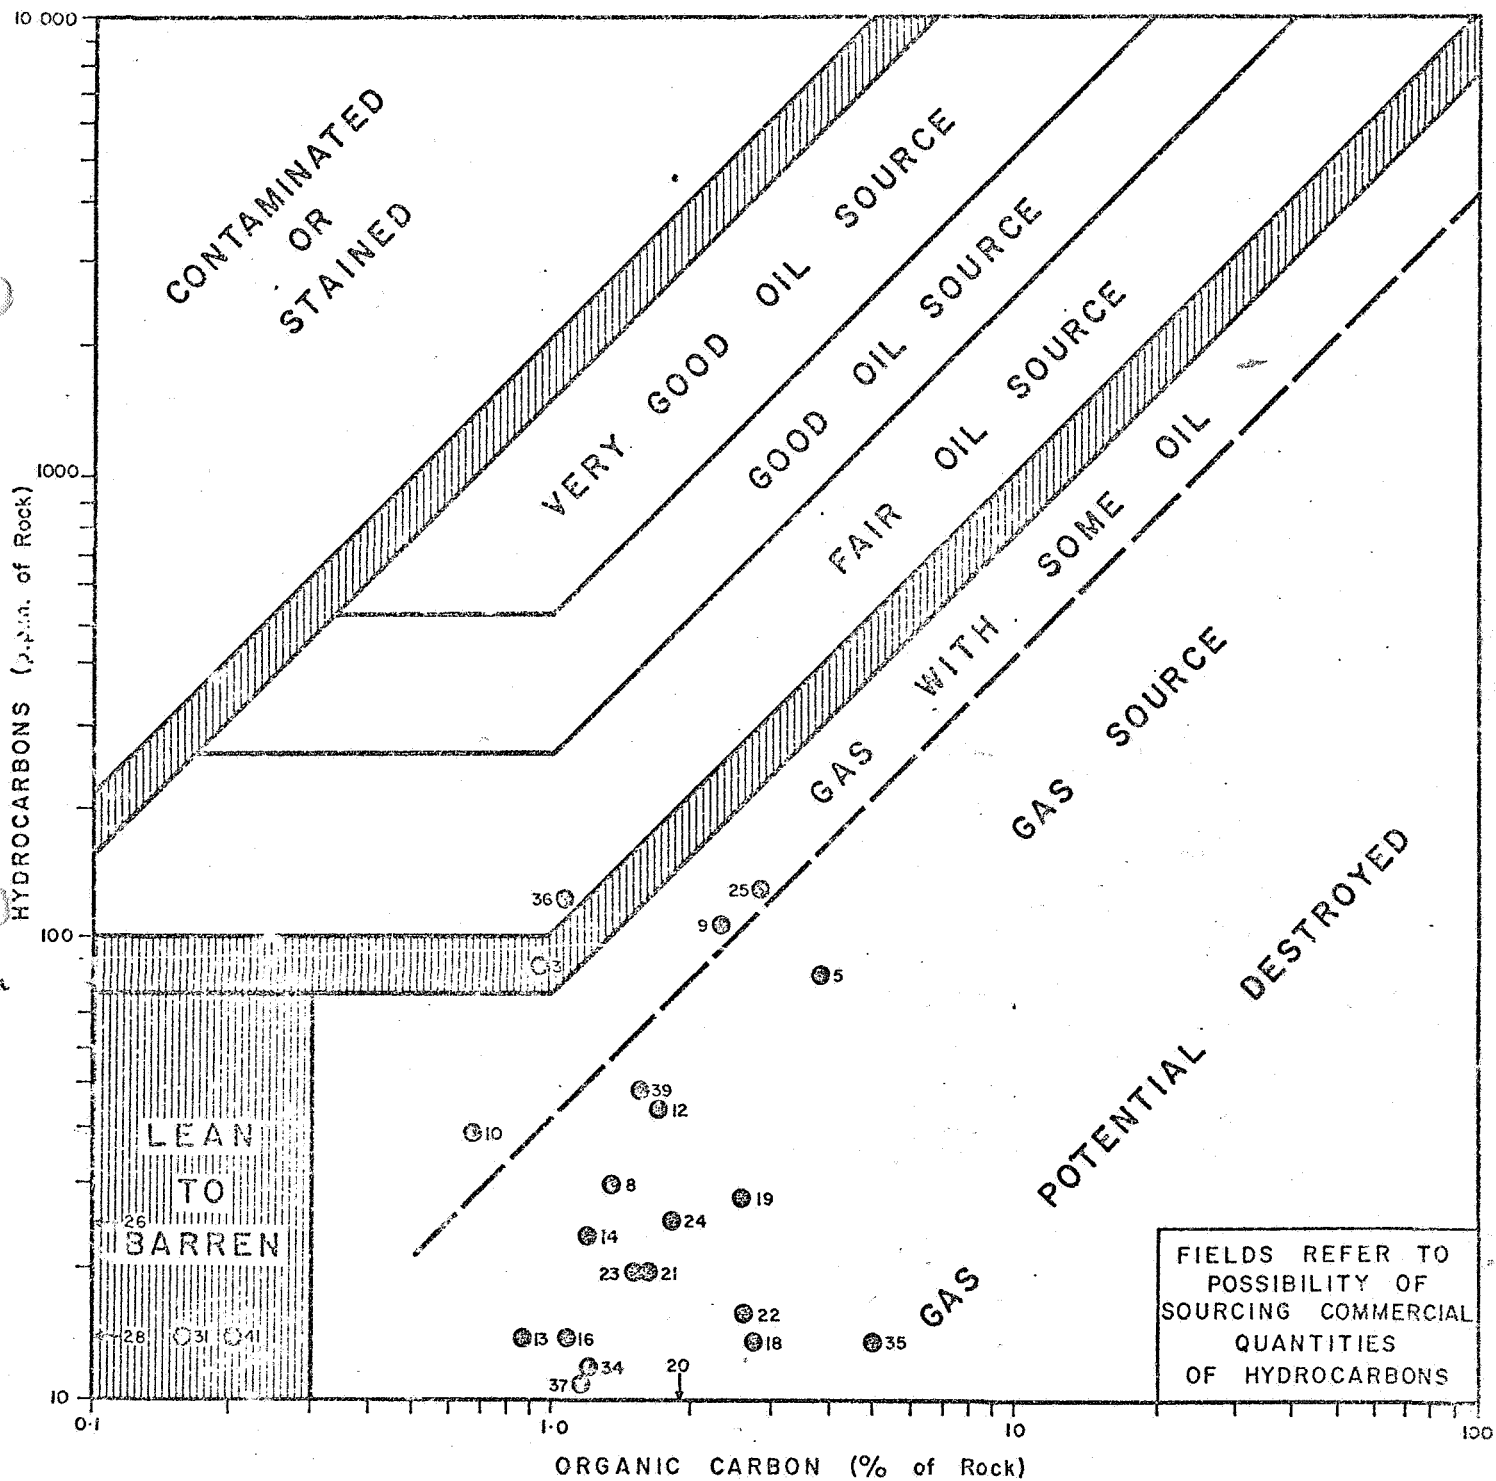 10 000
1000
100
10
HYDROCARBONS (p.p.m. of Rock)
CONTAMINATED
OR
STAINED
VERY GOOD OIL SOURCE
GOOD OIL SOURCE
FAIR OIL SOURCE
GAS WITH SOME OIL
GAS SOURCE
GAS POTENTIAL DESTROYED
LEAN
TO
BARREN
36
25
9
3
5
39
12
10
8
19
26
24
14
23
21
22
28
31
41
13
16
18
35
34
20
37
FIELDS REFER TO
POSSIBILITY OF
SOURCING COMMERCIAL
QUANTITIES
OF HYDROCARBONS
0·1
1·0
10
100
ORGANIC CARBON (% of Rock)